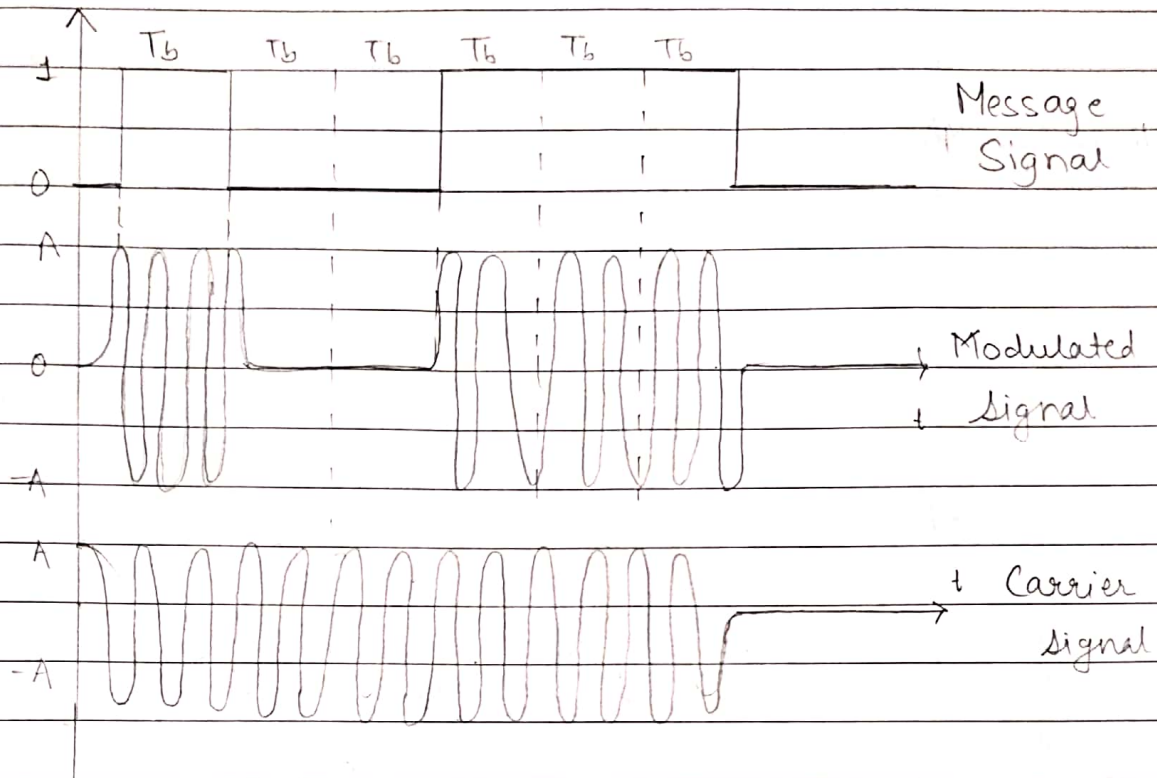 Tb Tb Tb Tb Tb Tb
1
Message
Signal
0
A
0
Modulated
t
Signal
-A
A
t Carrier
Signal
-A